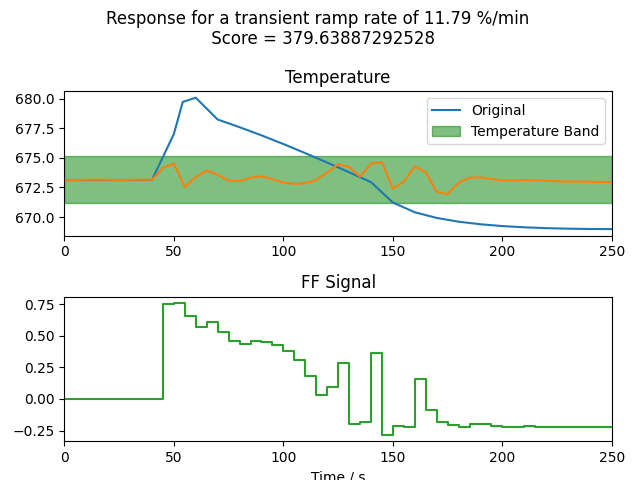 Response for a transient ramp rate of 11.79 %/min
Score = 379.63887292528
Temperature
680.0
677.5
675.0
672.5
670.0
Original
Temperature Band
0 50 100 150 200 250
FF Signal
0.75
0.50
0.25
0.00
−0.25
0 50 100 150 200 250
Time / s